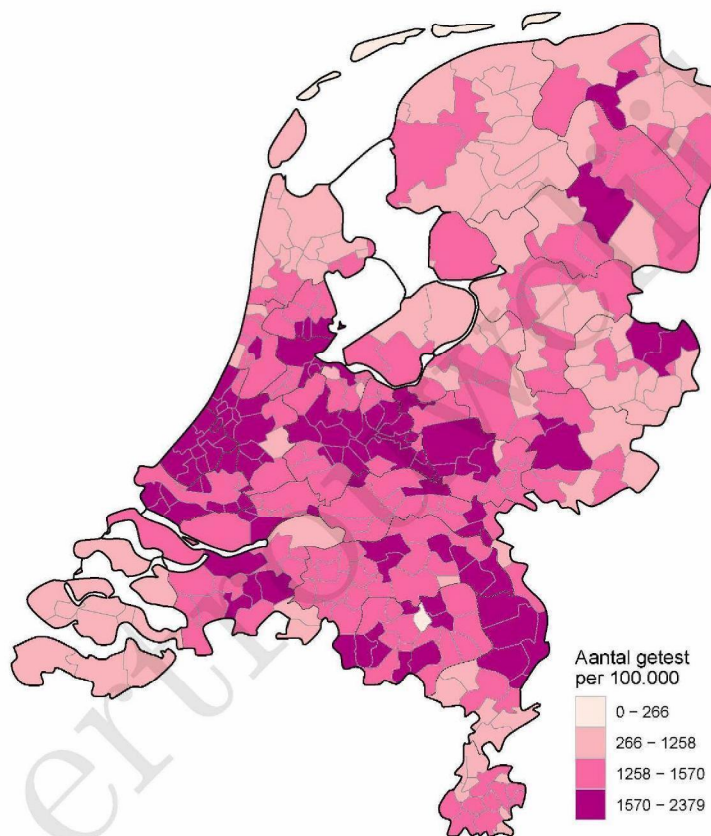 Aantal getest
per 100.000
0 – 266
266 – 1258
1258 – 1570
1570 – 2379